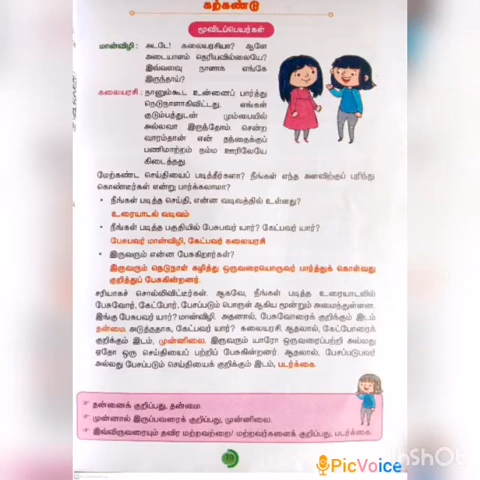 கற்கண்டு
மூவிடப்பெயர்கள்
மான்விழி : அடடே! கலையரசியா? ஆளே
அடையாளம் தெரியவில்லையே?
இவ்வளவு நாளாக எங்கே
இருந்தாய்?
கலையரசி : நானும்கூட உன்னைப் பார்த்து
நெடுநாளாகிவிட்டது. எங்கள்
குடும்பத்துடன் மும்பையில்
அல்லவா இருந்தோம். சென்ற
வாரம்தான் என் தந்தைக்குப்
பணிமாற்றம் நம்ம ஊரிலேயே
கிடைத்தது.
மேற்கண்ட செய்தியைப் படித்தீர்களா? நீங்கள் எந்த அளவிற்குப் புரிந்து
கொண்டீர்கள் என்று பார்க்கலாமா?
• நீங்கள் படித்த செய்தி, என்ன வடிவத்தில் உள்ளது?
உரையாடல் வடிவம்
• நீங்கள் படித்த பகுதியில் பேசுபவர் யார்? கேட்பவர் யார்?
பேசுபவர் மான்விழி, கேட்பவர் கலையரசி
• இருவரும் என்ன பேசுகிறார்கள்?
இருவரும் நெடுநாள் கழித்து ஒருவரையொருவர் பார்த்துக் கொள்வது
குறித்துப் பேசுகின்றனர்.
சரியாகச் சொல்லிவிட்டீர்கள். ஆகவே, நீங்கள் படித்த உரையாடலில்
பேசுவோர், கேட்போர், பேசப்படும் பொருள் ஆகிய மூன்றும் அமைந்துள்ளன.
இங்கு பேசுபவர் யார்? மான்விழி. அதனால், பேசுவோரைக் குறிக்கும் இடம்
தன்மை. அடுத்ததாக, கேட்பவர் யார்? கலையரசி. ஆதலால், கேட்போரைக்
குறிக்கும் இடம், முன்னிலை. இருவரும் யாரோ ஒருவரைப்பற்றி அல்லது
ஏதோ ஒரு செய்தியைப் பற்றிப் பேசுகின்றனர். ஆதலால், பேசப்படுபவர்
அல்லது பேசப்படும் செய்தியைக் குறிக்கும் இடம், படர்க்கை.
தன்னைக் குறிப்பது, தன்மை.
முன்னால் இருப்பவரைக் குறிப்பது, முன்னிலை.
இவ்விருவரையும் தவிர மற்றவற்றை/ மற்றவர்களைக் குறிப்பது, படர்க்கை.
79
PicVoice